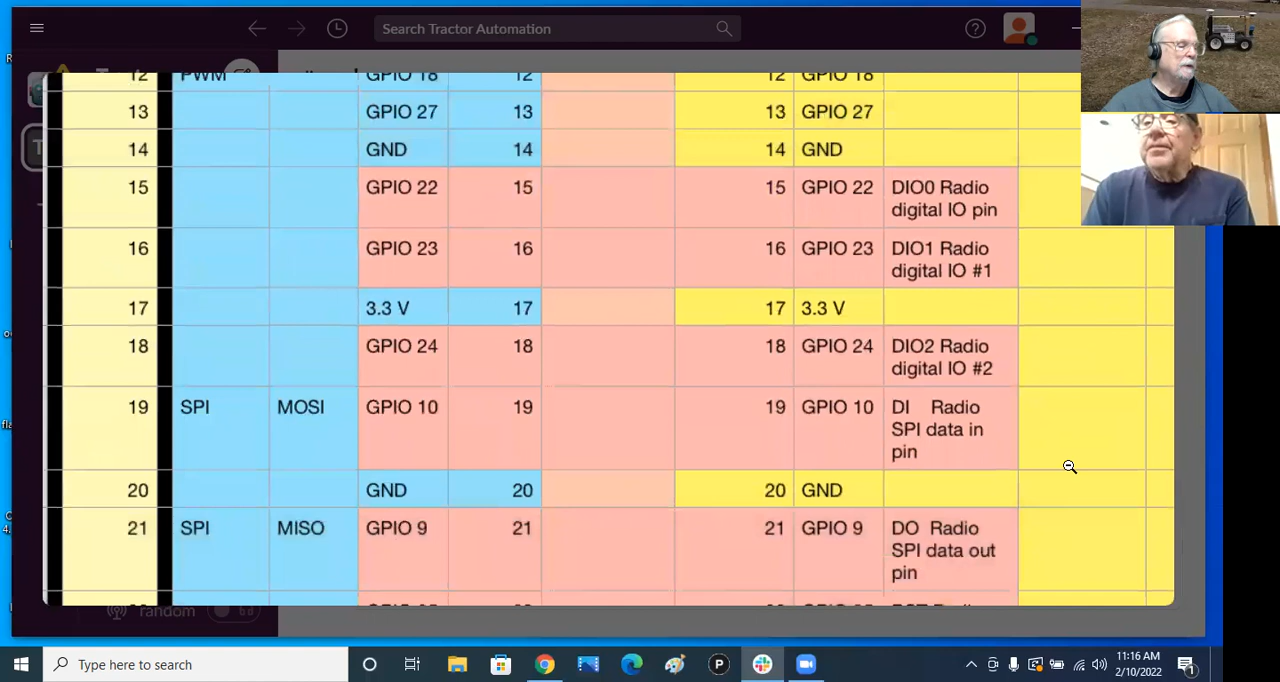 Search Tractor Automation
12 PWM GPIO 18 12 12 GPIO 18
13 GPIO 27 13 13 GPIO 27
14 GND 14 14 GND
15 GPIO 22 15 15 GPIO 22 DIO0 Radio
digital IO pin
16 GPIO 23 16 16 GPIO 23 DIO1 Radio
digital IO #1
17 3.3 V 17 17 3.3 V
18 GPIO 24 18 18 GPIO 24 DIO2 Radio
digital IO #2
19 SPI MOSI GPIO 10 19 19 GPIO 10 DI Radio
SPI data in
pin
20 GND 20 20 GND
21 SPI MISO GPIO 9 21 21 GPIO 9 DO Radio
SPI data out
pin
random
Type here to search
11:16 AM
2/10/2022